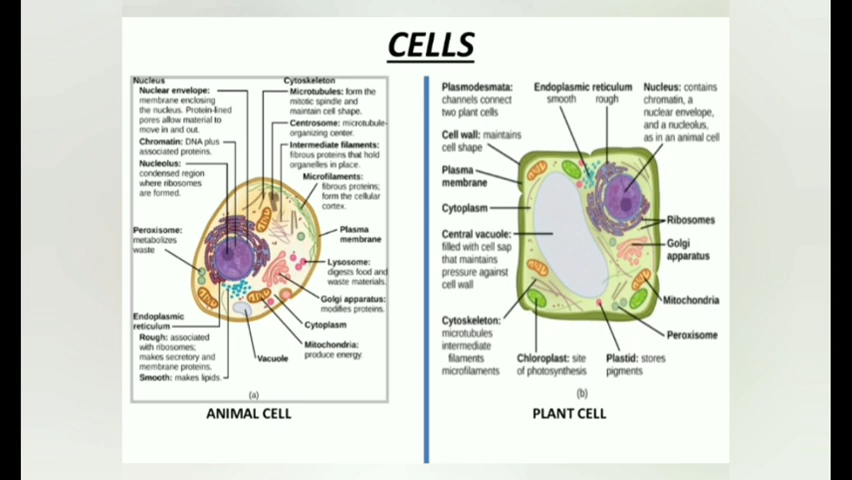 CELLS
Nucleus
Nuclear envelope:
membrane enclosing
the nucleus. Protein-lined
pores allow material to
move in and out.
Chromatin: DNA plus
associated proteins.
Nucleolus:
condensed region
where ribosomes
are formed.
Peroxisome:
metabolizes
waste
Endoplasmic
reticulum
Rough: associated
with ribosomes;
makes secretory and
membrane proteins.
Smooth: makes lipids.
Cytoskeleton
Microtubules: form the
mitotic spindle and
maintain cell shape.
Centrosome: microtubule-
organizing center.
Intermediate filaments:
fibrous proteins that hold
organelles in place.
Microfilaments:
fibrous proteins;
form the cellular
cortex.
Plasma
membrane
Lysosome:
digests food and
waste materials.
Golgi apparatus:
modifies proteins.
Cytoplasm
Mitochondria:
produce energy
Vacuole
(a)
ANIMAL CELL
Plasmodesmata:
channels connect
two plant cells
Cell wall: maintains
cell shape
Plasma
membrane
Cytoplasm
Central vacuole:
filled with cell sap
that maintains
pressure against
cell wall
Cytoskeleton:
microtubules
intermediate
filaments
microfilaments
Endoplasmic reticulum
smooth rough
Nucleus: contains
chromatin, a
nuclear envelope,
and a nucleolus,
as in an animal cell
Ribosomes
Golgi
apparatus
Mitochondria
Peroxisome
Chloroplast: site
of photosynthesis
Plastid: stores
pigments
(b)
PLANT CELL